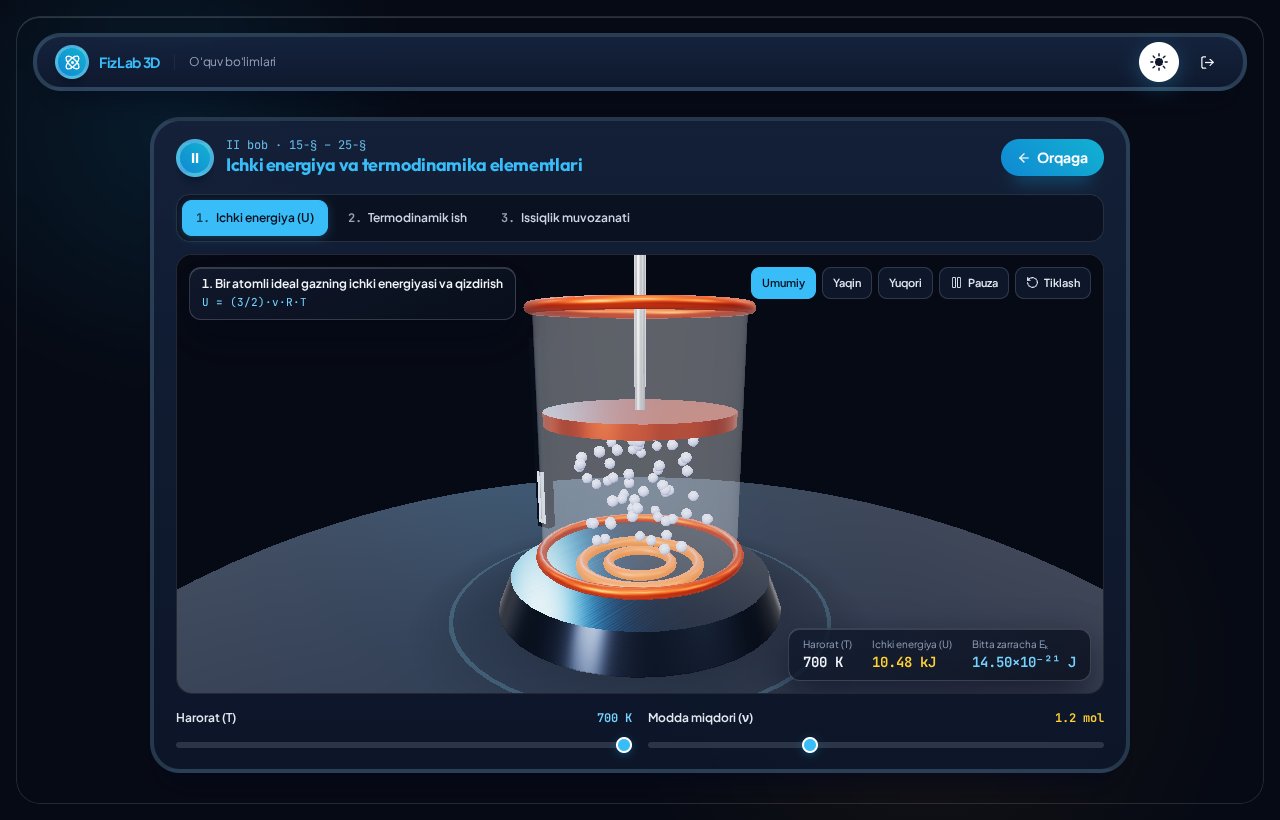 FizLab 3D
O'quv bo'limlari
II bob · 15-§ – 25-§
Ichki energiya va termodinamika elementlari
Orqaga
1. Ichki energiya (U)
2. Termodinamik ish
3. Issiqlik muvozanati
1. Bir atomli ideal gazning ichki energiyasi va qizdirish
U = (3/2)·ν·R·T
Umumiy
Yaqin
Yuqori
Pauza
Tiklash
Harorat (T)
700 K
Ichki energiya (U)
10.48 kJ
Bitta zarracha Eₖ
14.50×10⁻²¹ J
Harorat (T)
700 K
Modda miqdori (ν)
1.2 mol